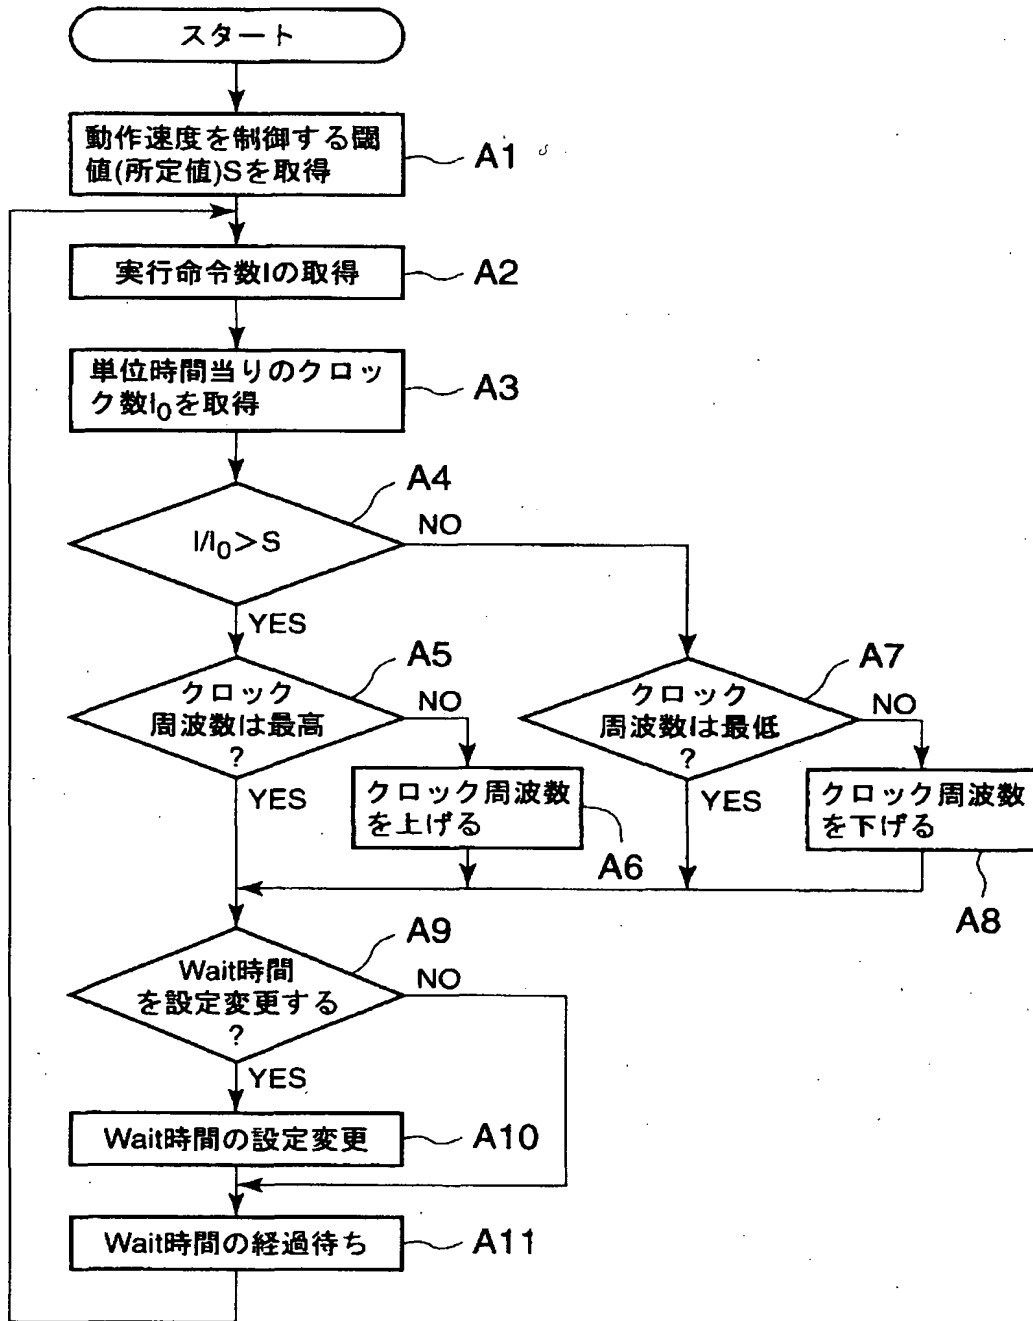 スタート
動作速度を制御する閾
値(所定値)Sを取得
A1
実行命令数Iの取得
A2
単位時間当りのクロッ
ク数I₀を取得
A3
A4
I/I₀>S
NO
YES
A5
クロック
周波数は最高
?
NO
YES
クロック周波数
を上げる
A6
A7
クロック
周波数は最低
?
NO
YES
クロック周波数
を下げる
A8
A9
Wait時間
を設定変更する
?
NO
YES
Wait時間の設定変更
A10
Wait時間の経過待ち
A11